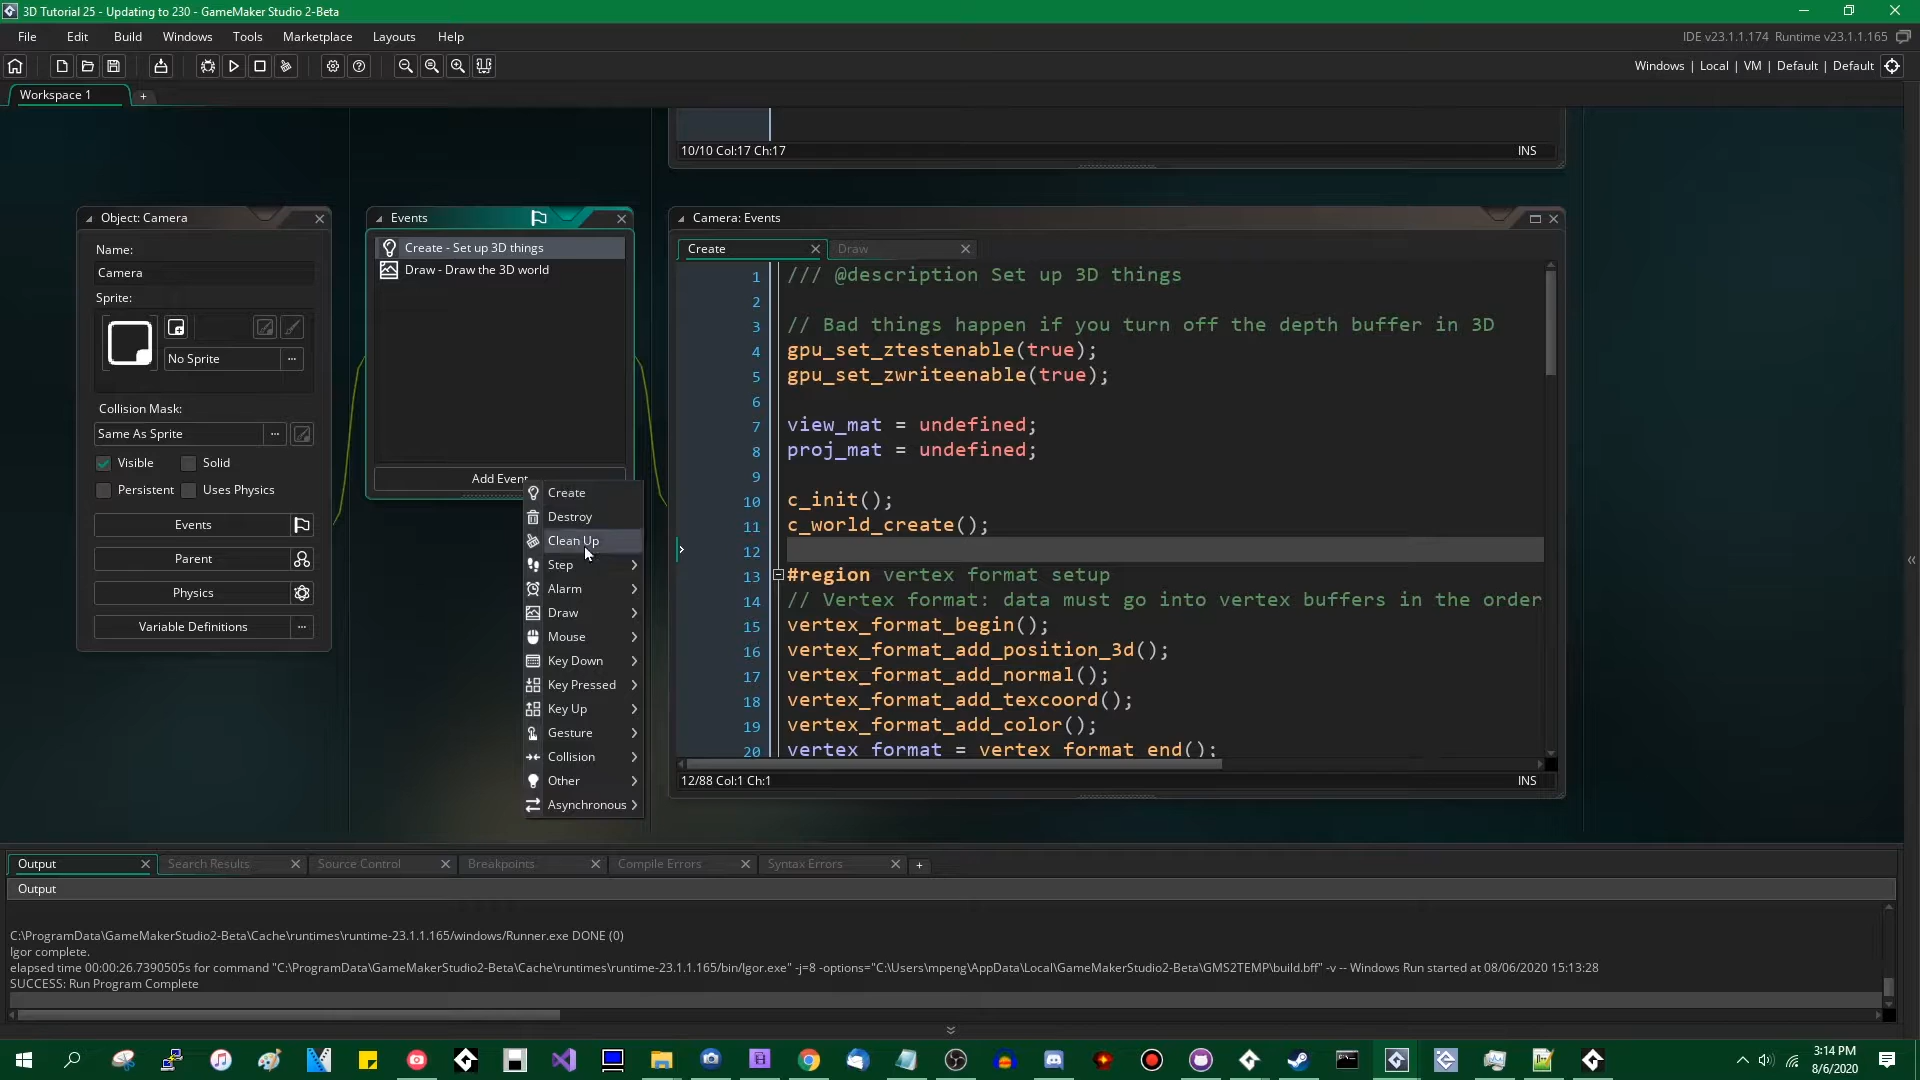 3D Tutorial 25 - Updating to 230 - GameMaker Studio 2-Beta
File Edit Build Windows Tools Marketplace Layouts Help
IDE v23.1.1.174 Runtime v23.1.1.165
Windows | Local | VM | Default | Default
Workspace 1
10/10 Col:17 Ch:17
INS
Object: Camera
Name:
Camera
Sprite:
No Sprite
Collision Mask:
Same As Sprite
Visible
Solid
Persistent
Uses Physics
Events
Parent
Physics
Variable Definitions
Events
Create - Set up 3D things
Draw - Draw the 3D world
Add Event
Create
Destroy
Clean Up
Step
Alarm
Draw
Mouse
Key Down
Key Pressed
Key Up
Gesture
Collision
Other
Asynchronous
Camera: Events
Create
Draw
1 /// @description Set up 3D things
2
3 // Bad things happen if you turn off the depth buffer in 3D
4 gpu_set_ztestenable(true);
5 gpu_set_zwriteenable(true);
6
7 view_mat = undefined;
8 proj_mat = undefined;
9
10 c_init();
11 c_world_create();
12
13 #region vertex format setup
14 // Vertex format: data must go into vertex buffers in the order
15 vertex_format_begin();
16 vertex_format_add_position_3d();
17 vertex_format_add_normal();
18 vertex_format_add_texcoord();
19 vertex_format_add_color();
20 vertex_format = vertex_format_end();
12/88 Col:1 Ch:1
INS
Output
Search Results
Source Control
Breakpoints
Compile Errors
Syntax Errors
Output
C:\ProgramData\GameMakerStudio2-Beta\Cache\runtimes\runtime-23.1.1.165/windows/Runner.exe DONE (0)
Igor complete.
elapsed time 00:00:26.7390505s for command "C:\ProgramData\GameMakerStudio2-Beta\Cache\runtimes\runtime-23.1.1.165/bin/Igor.exe" -j=8 -options="C:\Users\mpeng\AppData\Local\GameMakerStudio2-Beta\GMS2TEMP\build.bff" -v -- Windows Run started at 08/06/2020 15:13:28
SUCCESS: Run Program Complete
3:14 PM
8/6/2020